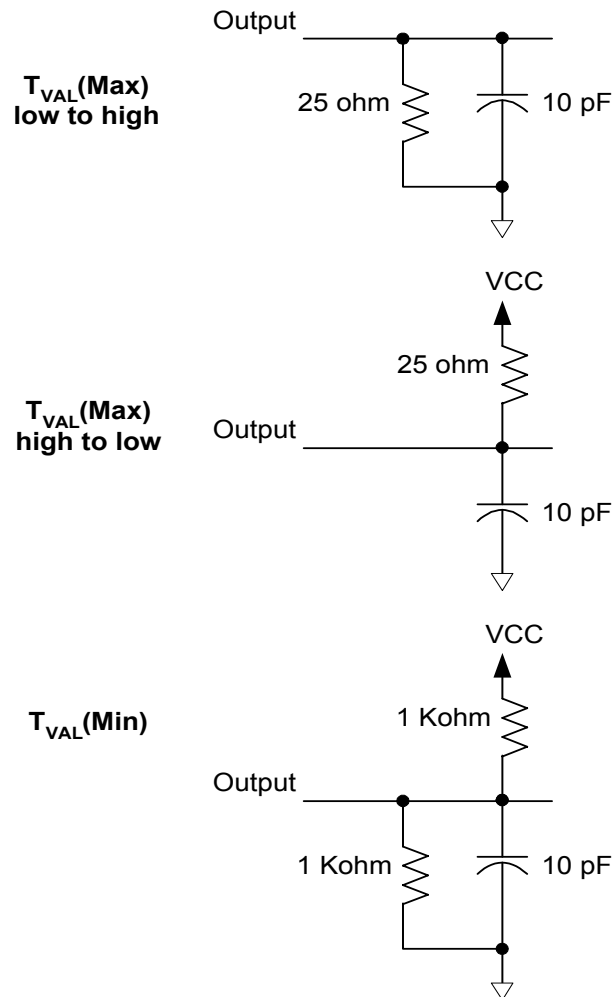 Output
T_VAL(Max)
low to high
25 ohm
10 pF
VCC
25 ohm
T_VAL(Max)
high to low
Output
10 pF
VCC
T_VAL(Min)
1 Kohm
Output
1 Kohm
10 pF